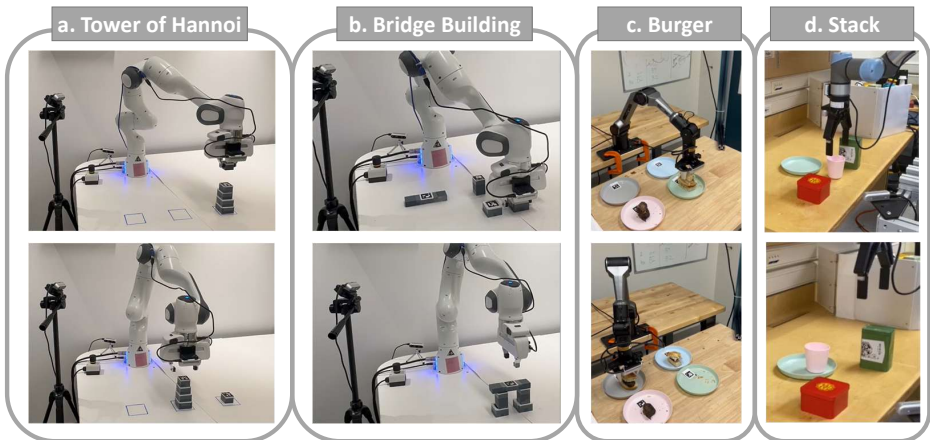 a. Tower of Hannoi
b. Bridge Building
c. Burger
d. Stack